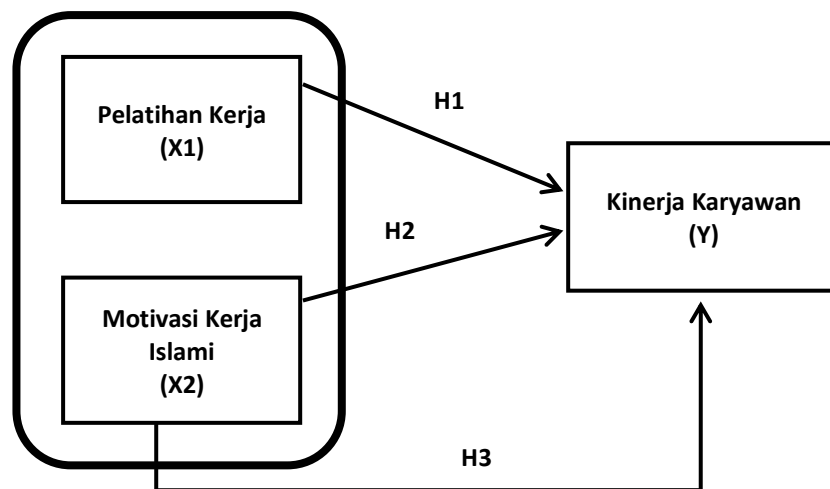 Pelatihan Kerja
(X1)
H1
Kinerja Karyawan
(Y)
H2
Motivasi Kerja
Islami
(X2)
H3